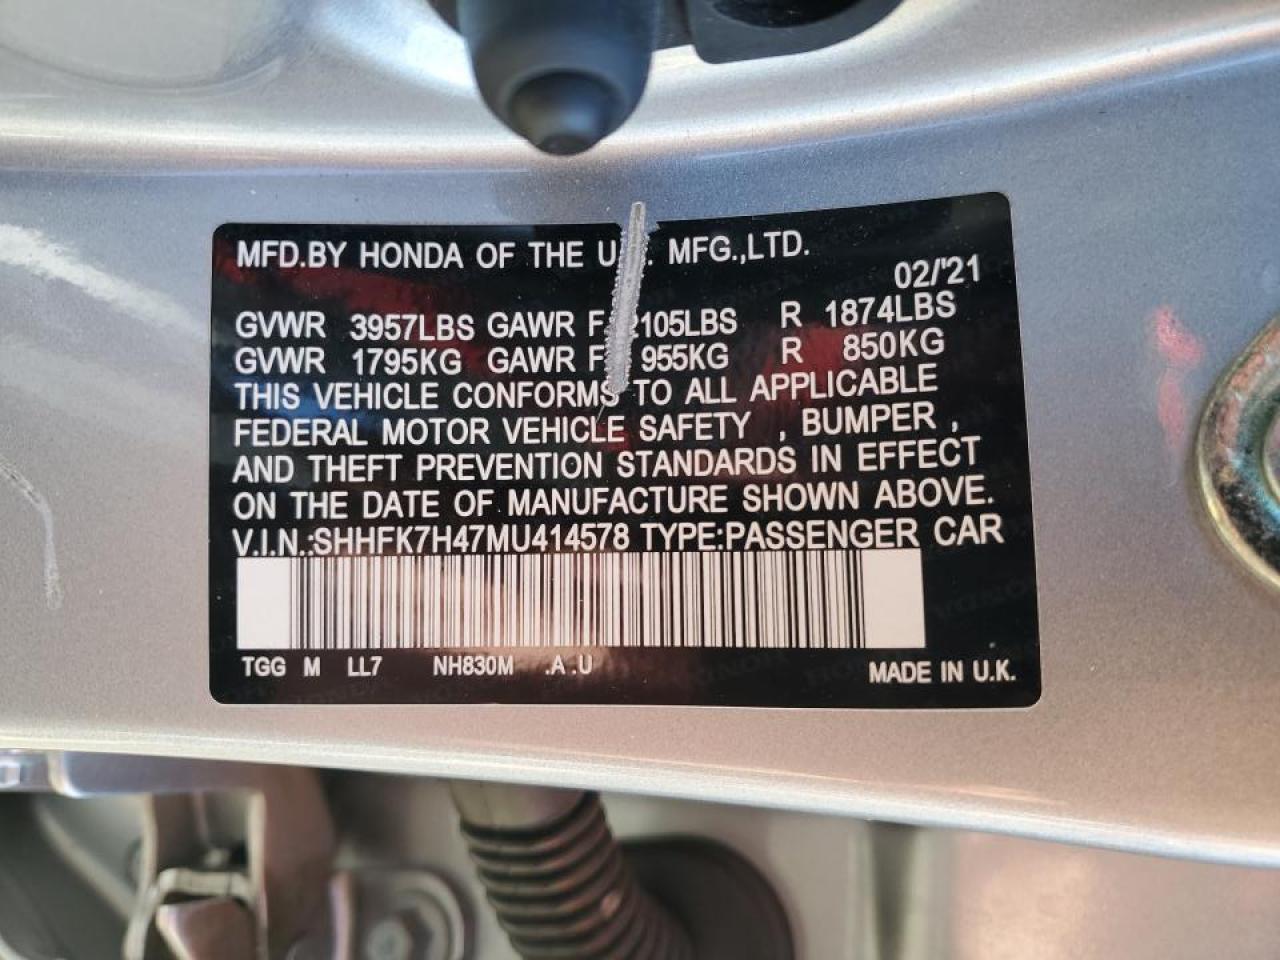 MFD.BY HONDA OF THE U. . MFG.,LTD.
02/'21
GVWR 3957LBS GAWR F 2105LBS R 1874LBS
GVWR 1795KG GAWR F 955KG R 850KG
THIS VEHICLE CONFORMS TO ALL APPLICABLE
FEDERAL MOTOR VEHICLE SAFETY , BUMPER ,
AND THEFT PREVENTION STANDARDS IN EFFECT
ON THE DATE OF MANUFACTURE SHOWN ABOVE.
V.I.N.:SHHFK7H47MU414578 TYPE:PASSENGER CAR
TGG M LL7 NH830M .A .U MADE IN U.K.